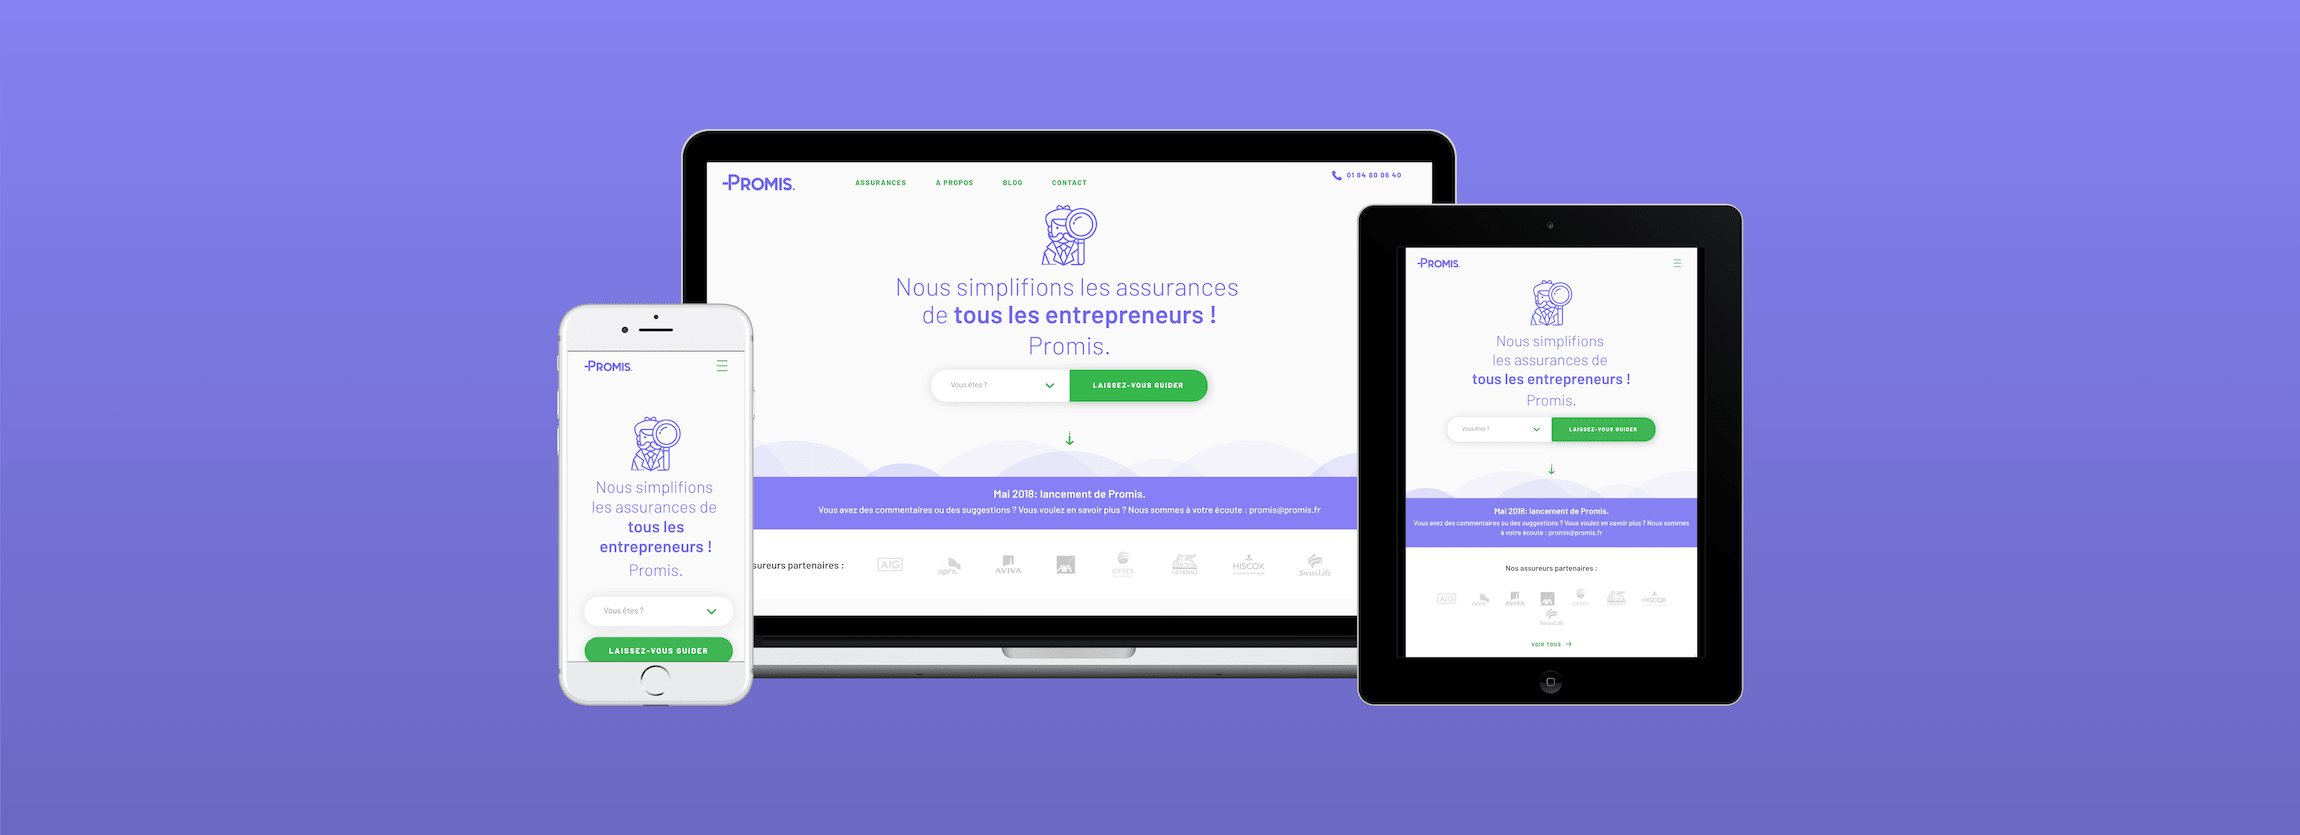 PROMIS.
ASSURANCES
A PROPOS
BLOG
CONTACT
01 84 80 06 40
Nous simplifions les assurances
de tous les entrepreneurs !
Promis.
Vous êtes ?
LAISSEZ-VOUS GUIDER
Mai 2018: lancement de Promis.
Vous avez des commentaires ou des suggestions ? Vous voulez en savoir plus ? Nous sommes à votre écoute : promis@promis.fr
sureurs partenaires :
AIG
april
AVIVA
AXA
CIPRÉS
GENERALI
HISCOX
SwissLife
PROMIS.
Nous simplifions
les assurances de
tous les
entrepreneurs !
Promis.
Vous êtes ?
LAISSEZ-VOUS GUIDER
PROMIS.
Nous simplifions
les assurances de
tous les entrepreneurs !
Promis.
Vous êtes ?
LAISSEZ-VOUS GUIDER
Mai 2018: lancement de Promis.
Vous avez des commentaires ou des suggestions ? Vous voulez en savoir plus ? Nous sommes
à votre écoute : promis@promis.fr
Nos assureurs partenaires :
AIG
april
AVIVA
AXA
CIPRÉS
HISCOX
SwissLife
VOIR TOUS